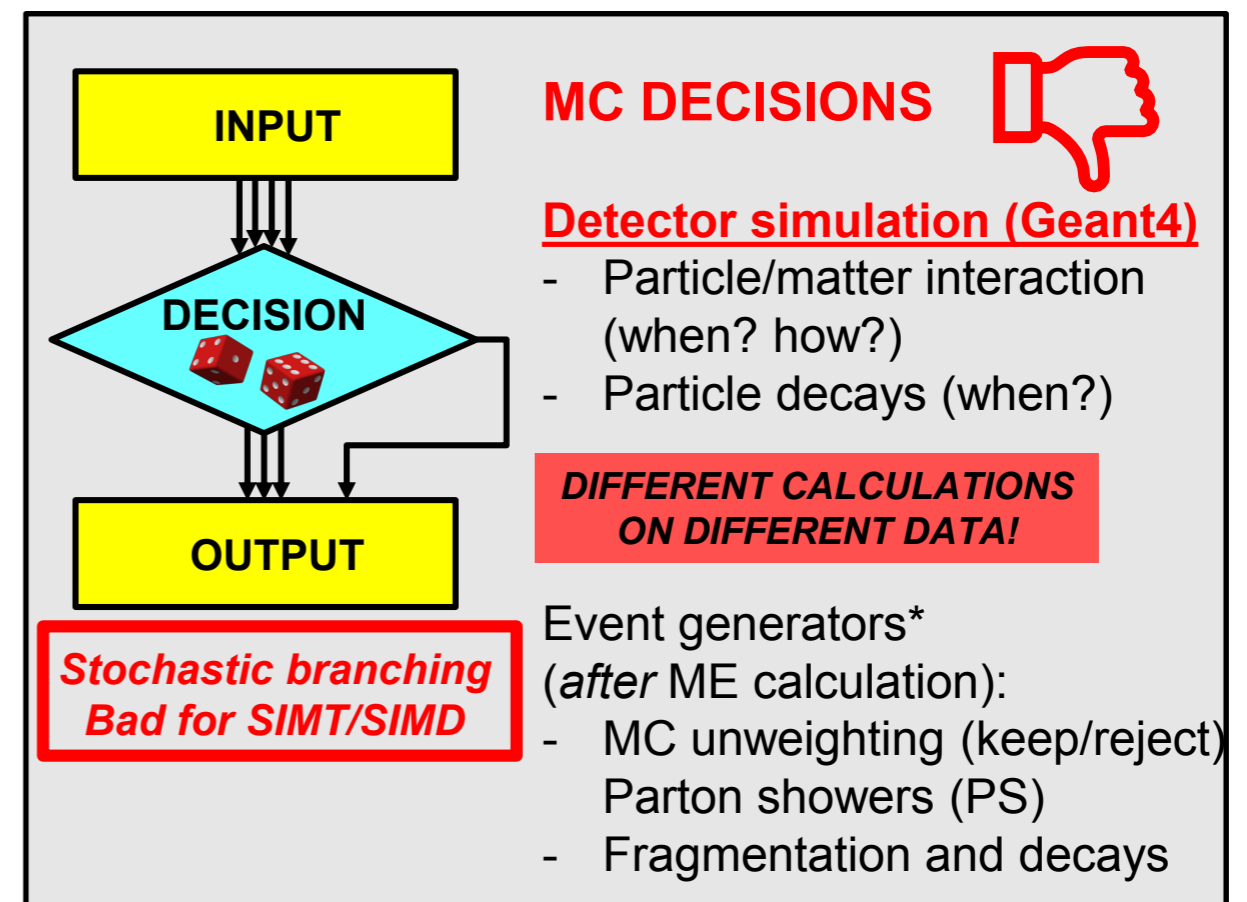 INPUT
DECISION
OUTPUT
Stochastic branching
Bad for SIMT/SIMD
MC DECISIONS
Detector simulation (Geant4)
- Particle/matter interaction
(when? how?)
- Particle decays (when?)
DIFFERENT CALCULATIONS
ON DIFFERENT DATA!
Event generators*
(after ME calculation):
- MC unweighting (keep/reject)
Parton showers (PS)
- Fragmentation and decays